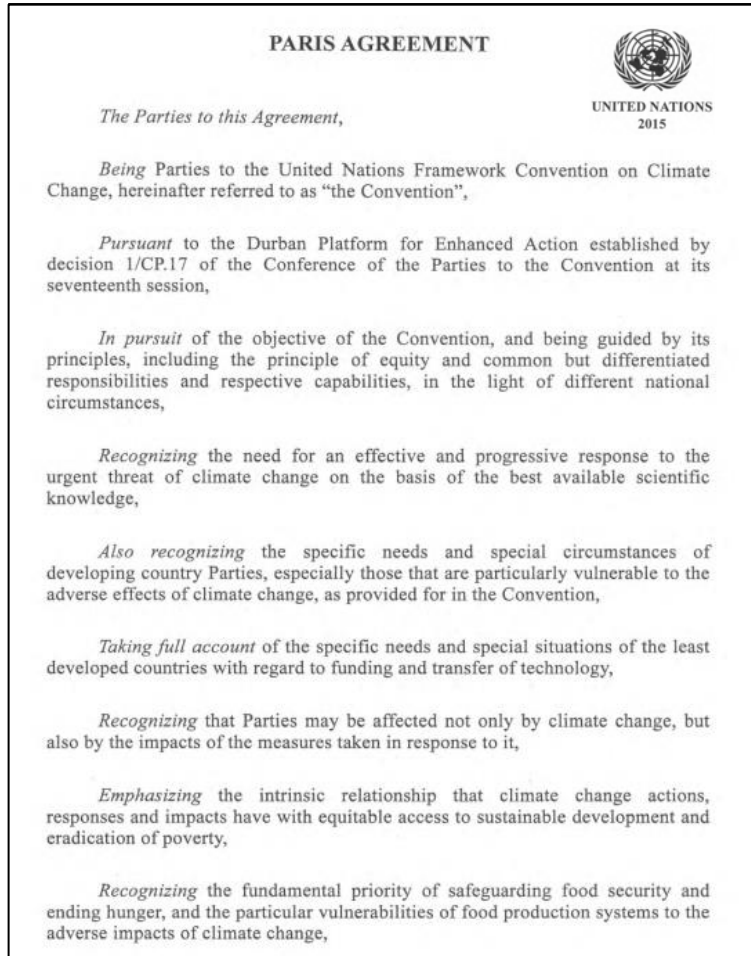 PARIS AGREEMENT
UNITED NATIONS
2015
The Parties to this Agreement,
Being Parties to the United Nations Framework Convention on Climate
Change, hereinafter referred to as “the Convention”,
Pursuant to the Durban Platform for Enhanced Action established by
decision 1/CP.17 of the Conference of the Parties to the Convention at its
seventeenth session,
In pursuit of the objective of the Convention, and being guided by its
principles, including the principle of equity and common but differentiated
responsibilities and respective capabilities, in the light of different national
circumstances,
Recognizing the need for an effective and progressive response to the
urgent threat of climate change on the basis of the best available scientific
knowledge,
Also recognizing the specific needs and special circumstances of
developing country Parties, especially those that are particularly vulnerable to the
adverse effects of climate change, as provided for in the Convention,
Taking full account of the specific needs and special situations of the least
developed countries with regard to funding and transfer of technology,
Recognizing that Parties may be affected not only by climate change, but
also by the impacts of the measures taken in response to it,
Emphasizing the intrinsic relationship that climate change actions,
responses and impacts have with equitable access to sustainable development and
eradication of poverty,
Recognizing the fundamental priority of safeguarding food security and
ending hunger, and the particular vulnerabilities of food production systems to the
adverse impacts of climate change,